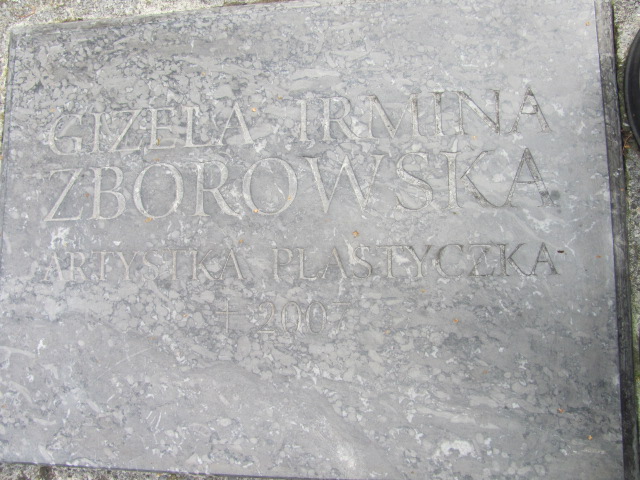 GIZELA IRMINA
ZBOROWSKA
ARTYSTKA PLASTYCZKA
† 2007